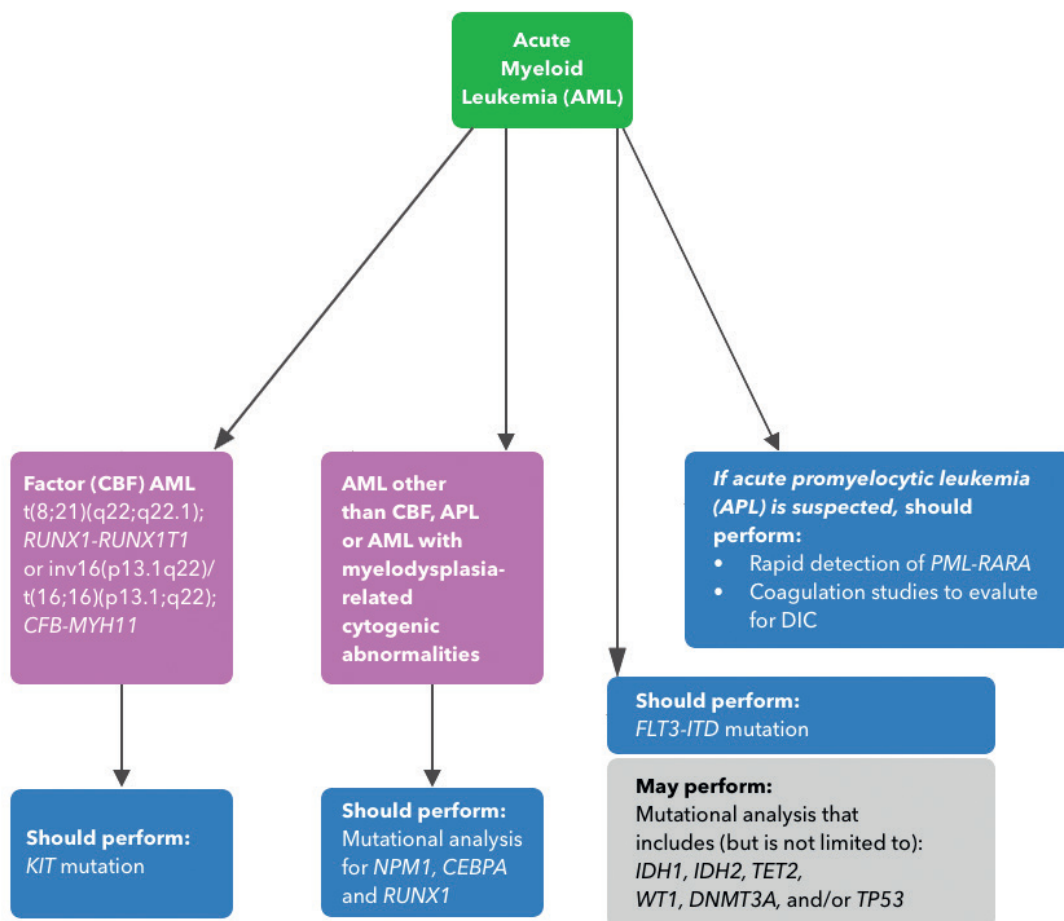 Acute
Myeloid
Leukemia (AML)
Factor (CBF) AML
t(8;21)(q22;q22.1);
RUNX1-RUNX1T1
or inv16(p13.1q22)/
t(16;16)(p13.1;q22);
CFB-MYH11
Should perform:
KIT mutation
AML other
than CBF, APL
or AML with
myelodysplasia-
related
cytogenic
abnormalities
Should perform:
Mutational analysis
for NPM1, CEBPA
and RUNX1
Should perform:
FLT3-ITD mutation
May perform:
Mutational analysis that
includes (but is not limited to):
IDH1, IDH2, TET2,
WT1, DNMT3A, and/or TP53
If acute promyelocytic leukemia
(APL) is suspected, should
perform:
• Rapid detection of PML-RARA
• Coagulation studies to evalute
for DIC